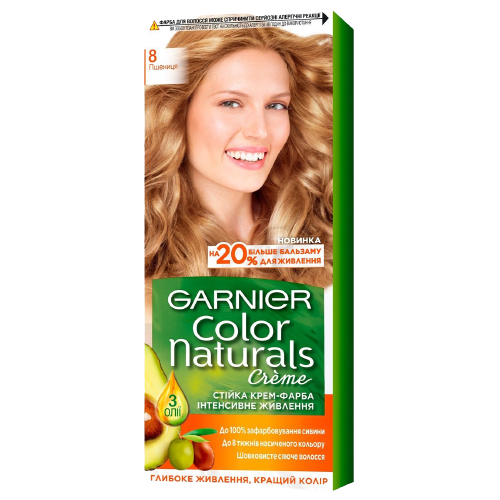 ФАРБА ДЛЯ ВОЛОССЯ МОЖЕ СПРИЧИНИТИ СЕРЙОЗНІ АЛЕРГІЧНІ РЕАКЦІЇ
8
Пшениця
НОВИНКА
НА 20% БІЛЬШЕ БАЛЬЗАМУ
ДЛЯ ЖИВЛЕННЯ
GARNIER
Color
Naturals
Crème
СТІЙКА КРЕМ-ФАРБА
ІНТЕНСИВНЕ ЖИВЛЕННЯ
3
ОЛІЇ
До 100% зафарбовування сивини
До 8 тижнів насиченого кольору
Шовковисте сяюче волосся
ГЛИБОКЕ ЖИВЛЕННЯ, КРАЩИЙ КОЛІР